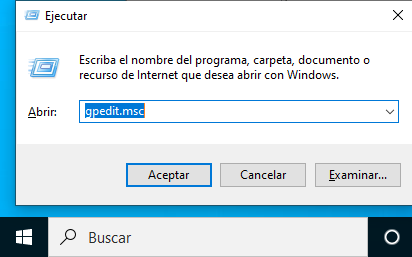 Ejecutar
Escriba el nombre del programa, carpeta, documento o
recurso de Internet que desea abrir con Windows.
Abrir: gpedit.msc
Aceptar Cancelar Examinar...
Buscar